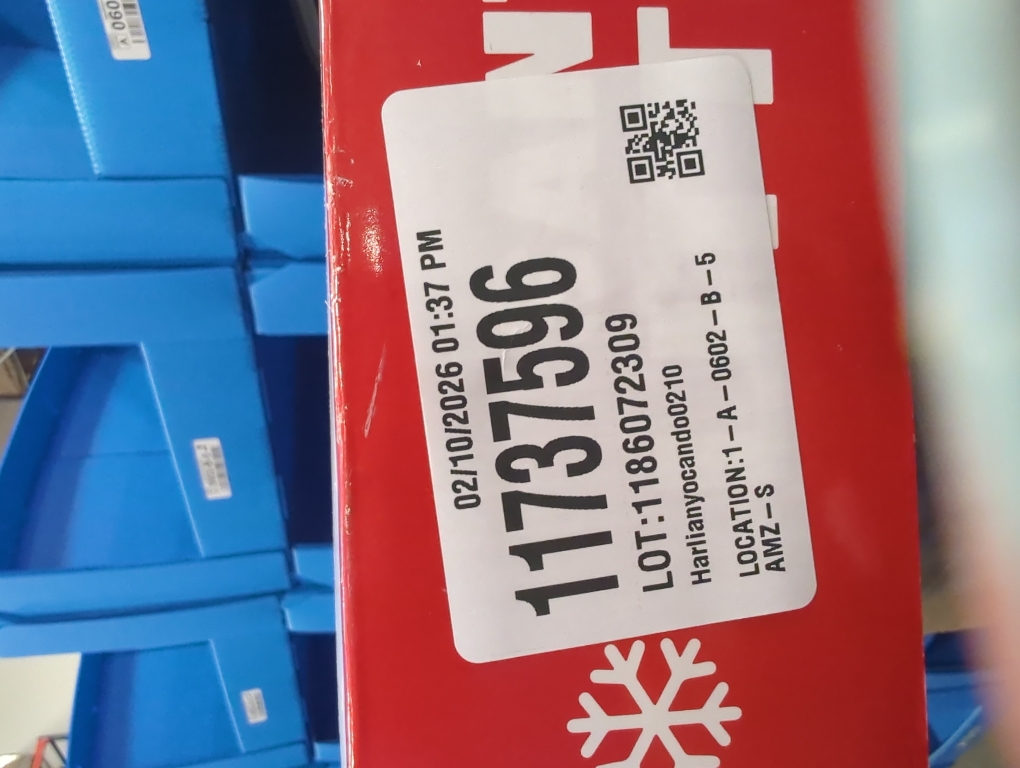 02/10/2026 01:37 PM
11737596
LOT:1186072309
Harlianyocando0210
LOCATION:1-A-0602-B-5
AMZ-S